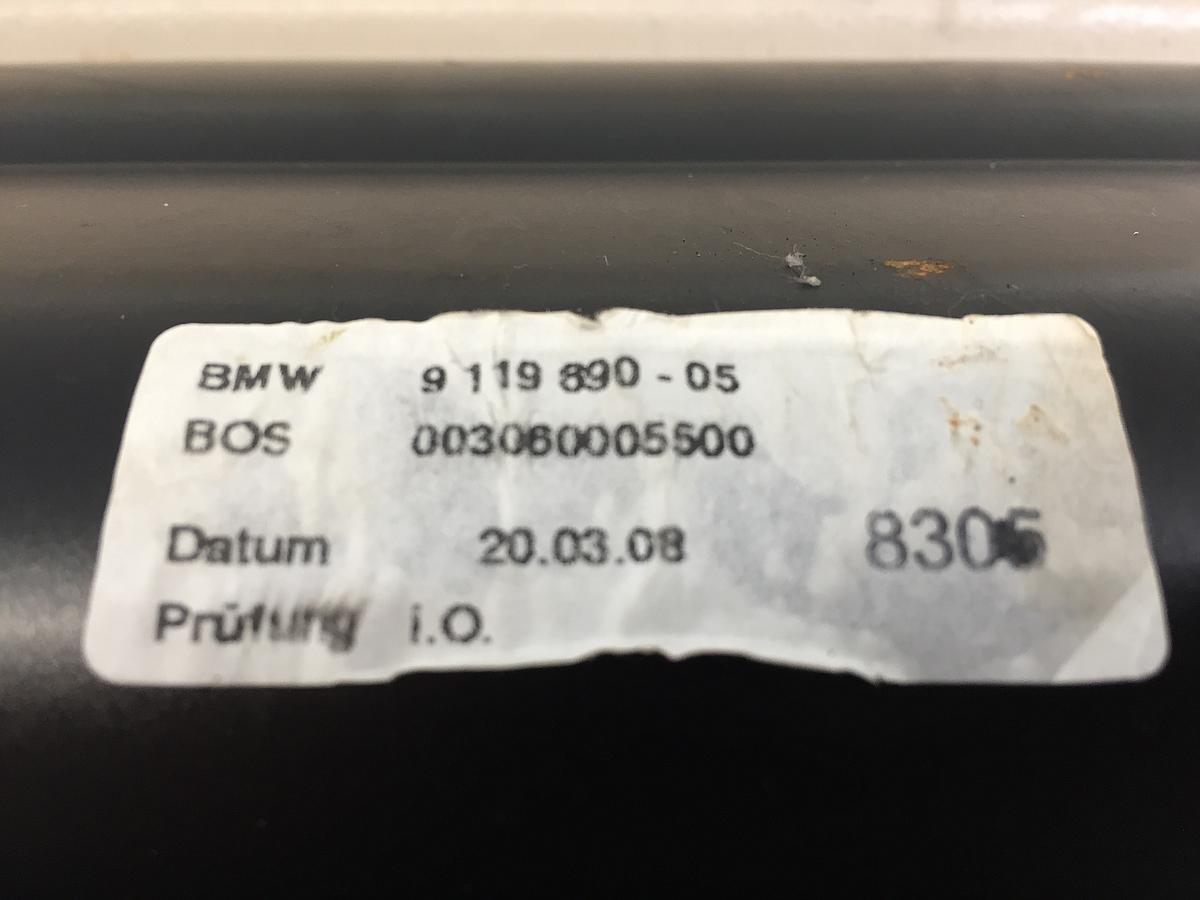 BMW 9 119 890 - 05
BOS 003060005500
Datum 20.03.08 8305
Prüfung i.O.